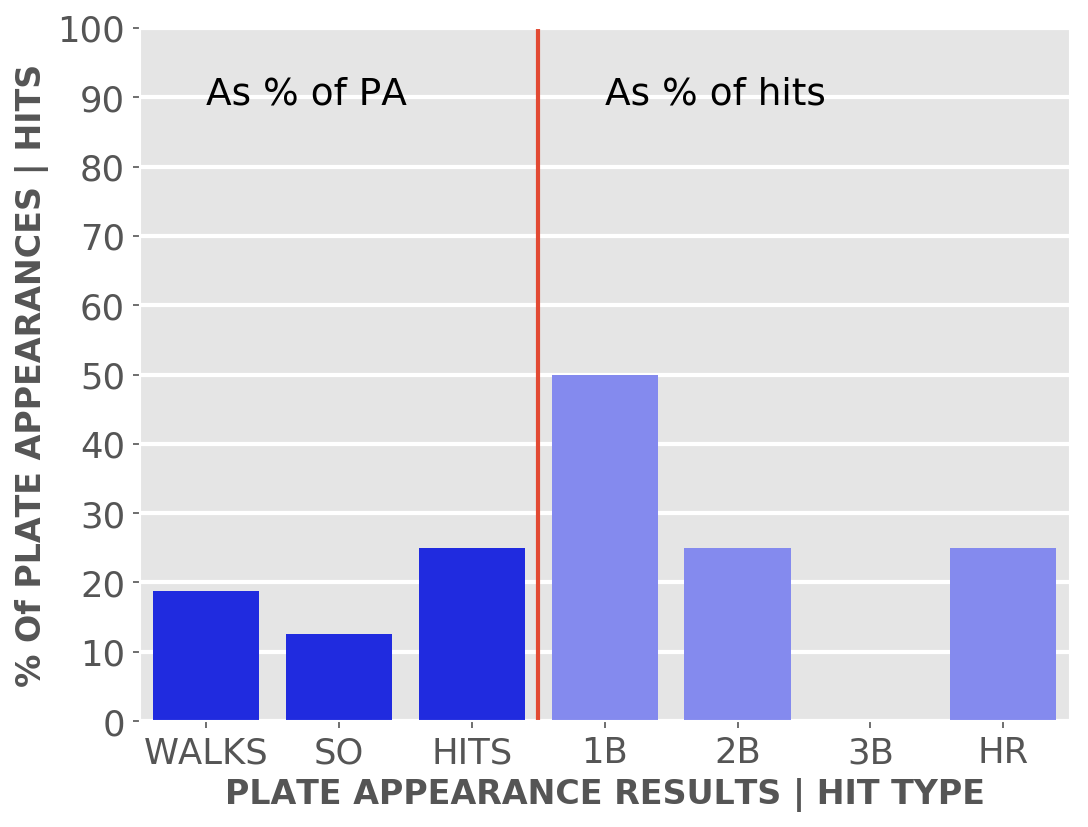 100
90
80
70
60
50
40
30
20
10
0
% Of PLATE APPEARANCES | HITS
As % of PA
As % of hits
WALKS SO HITS 1B 2B 3B HR
PLATE APPEARANCE RESULTS | HIT TYPE